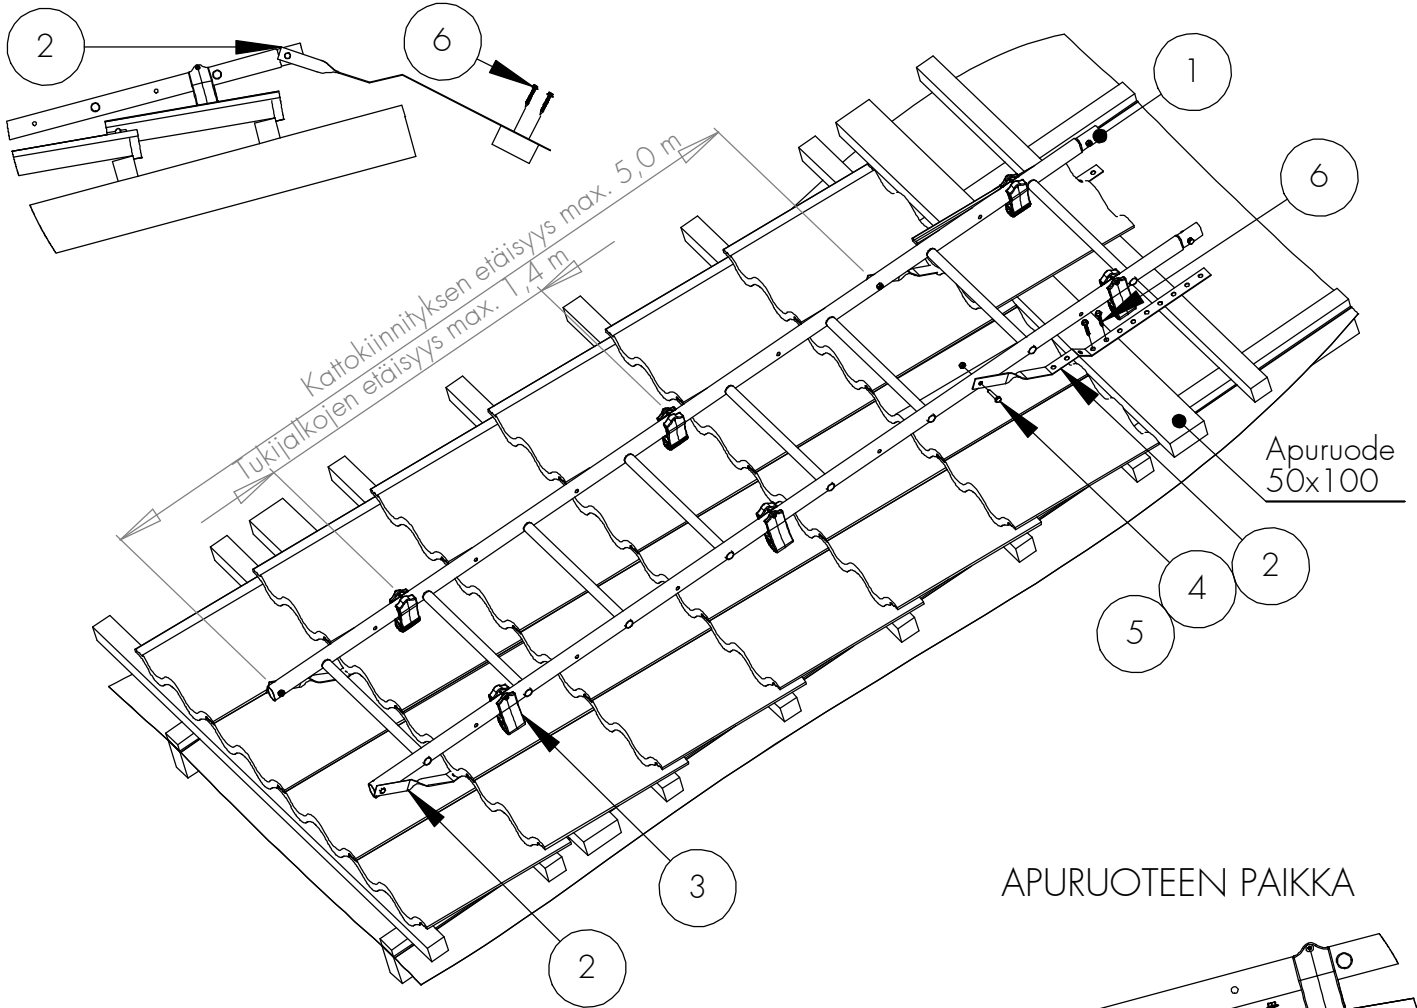 2
6
1
6
Kattokiinnityksen etäisyys max. 5,0 m
Tukijalkojen etäisyys max. 1,4 m
Apuruode
50x100
2
4
5
3
2
APURUOTEEN PAIKKA